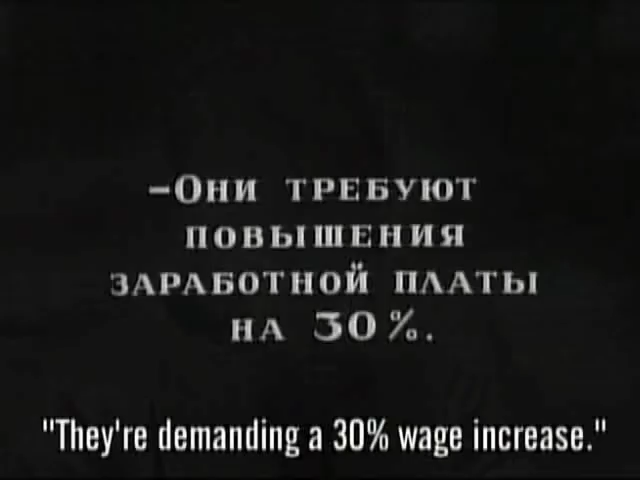 –Они требуют
повышения
заработной платы
на 30%.
"They're demanding a 30% wage increase."